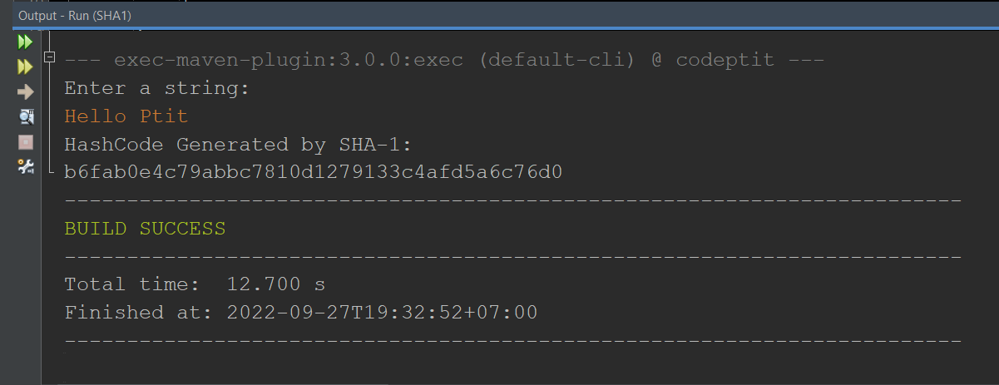 Output - Run (SHA1)
--- exec-maven-plugin:3.0.0:exec (default-cli) @ codeptit ---
Enter a string:
Hello Ptit
HashCode Generated by SHA-1:
b6fab0e4c79abbc7810d1279133c4afd5a6c76d0
------------------------------------------------------------------------
BUILD SUCCESS
------------------------------------------------------------------------
Total time:  12.700 s
Finished at: 2022-09-27T19:32:52+07:00
------------------------------------------------------------------------